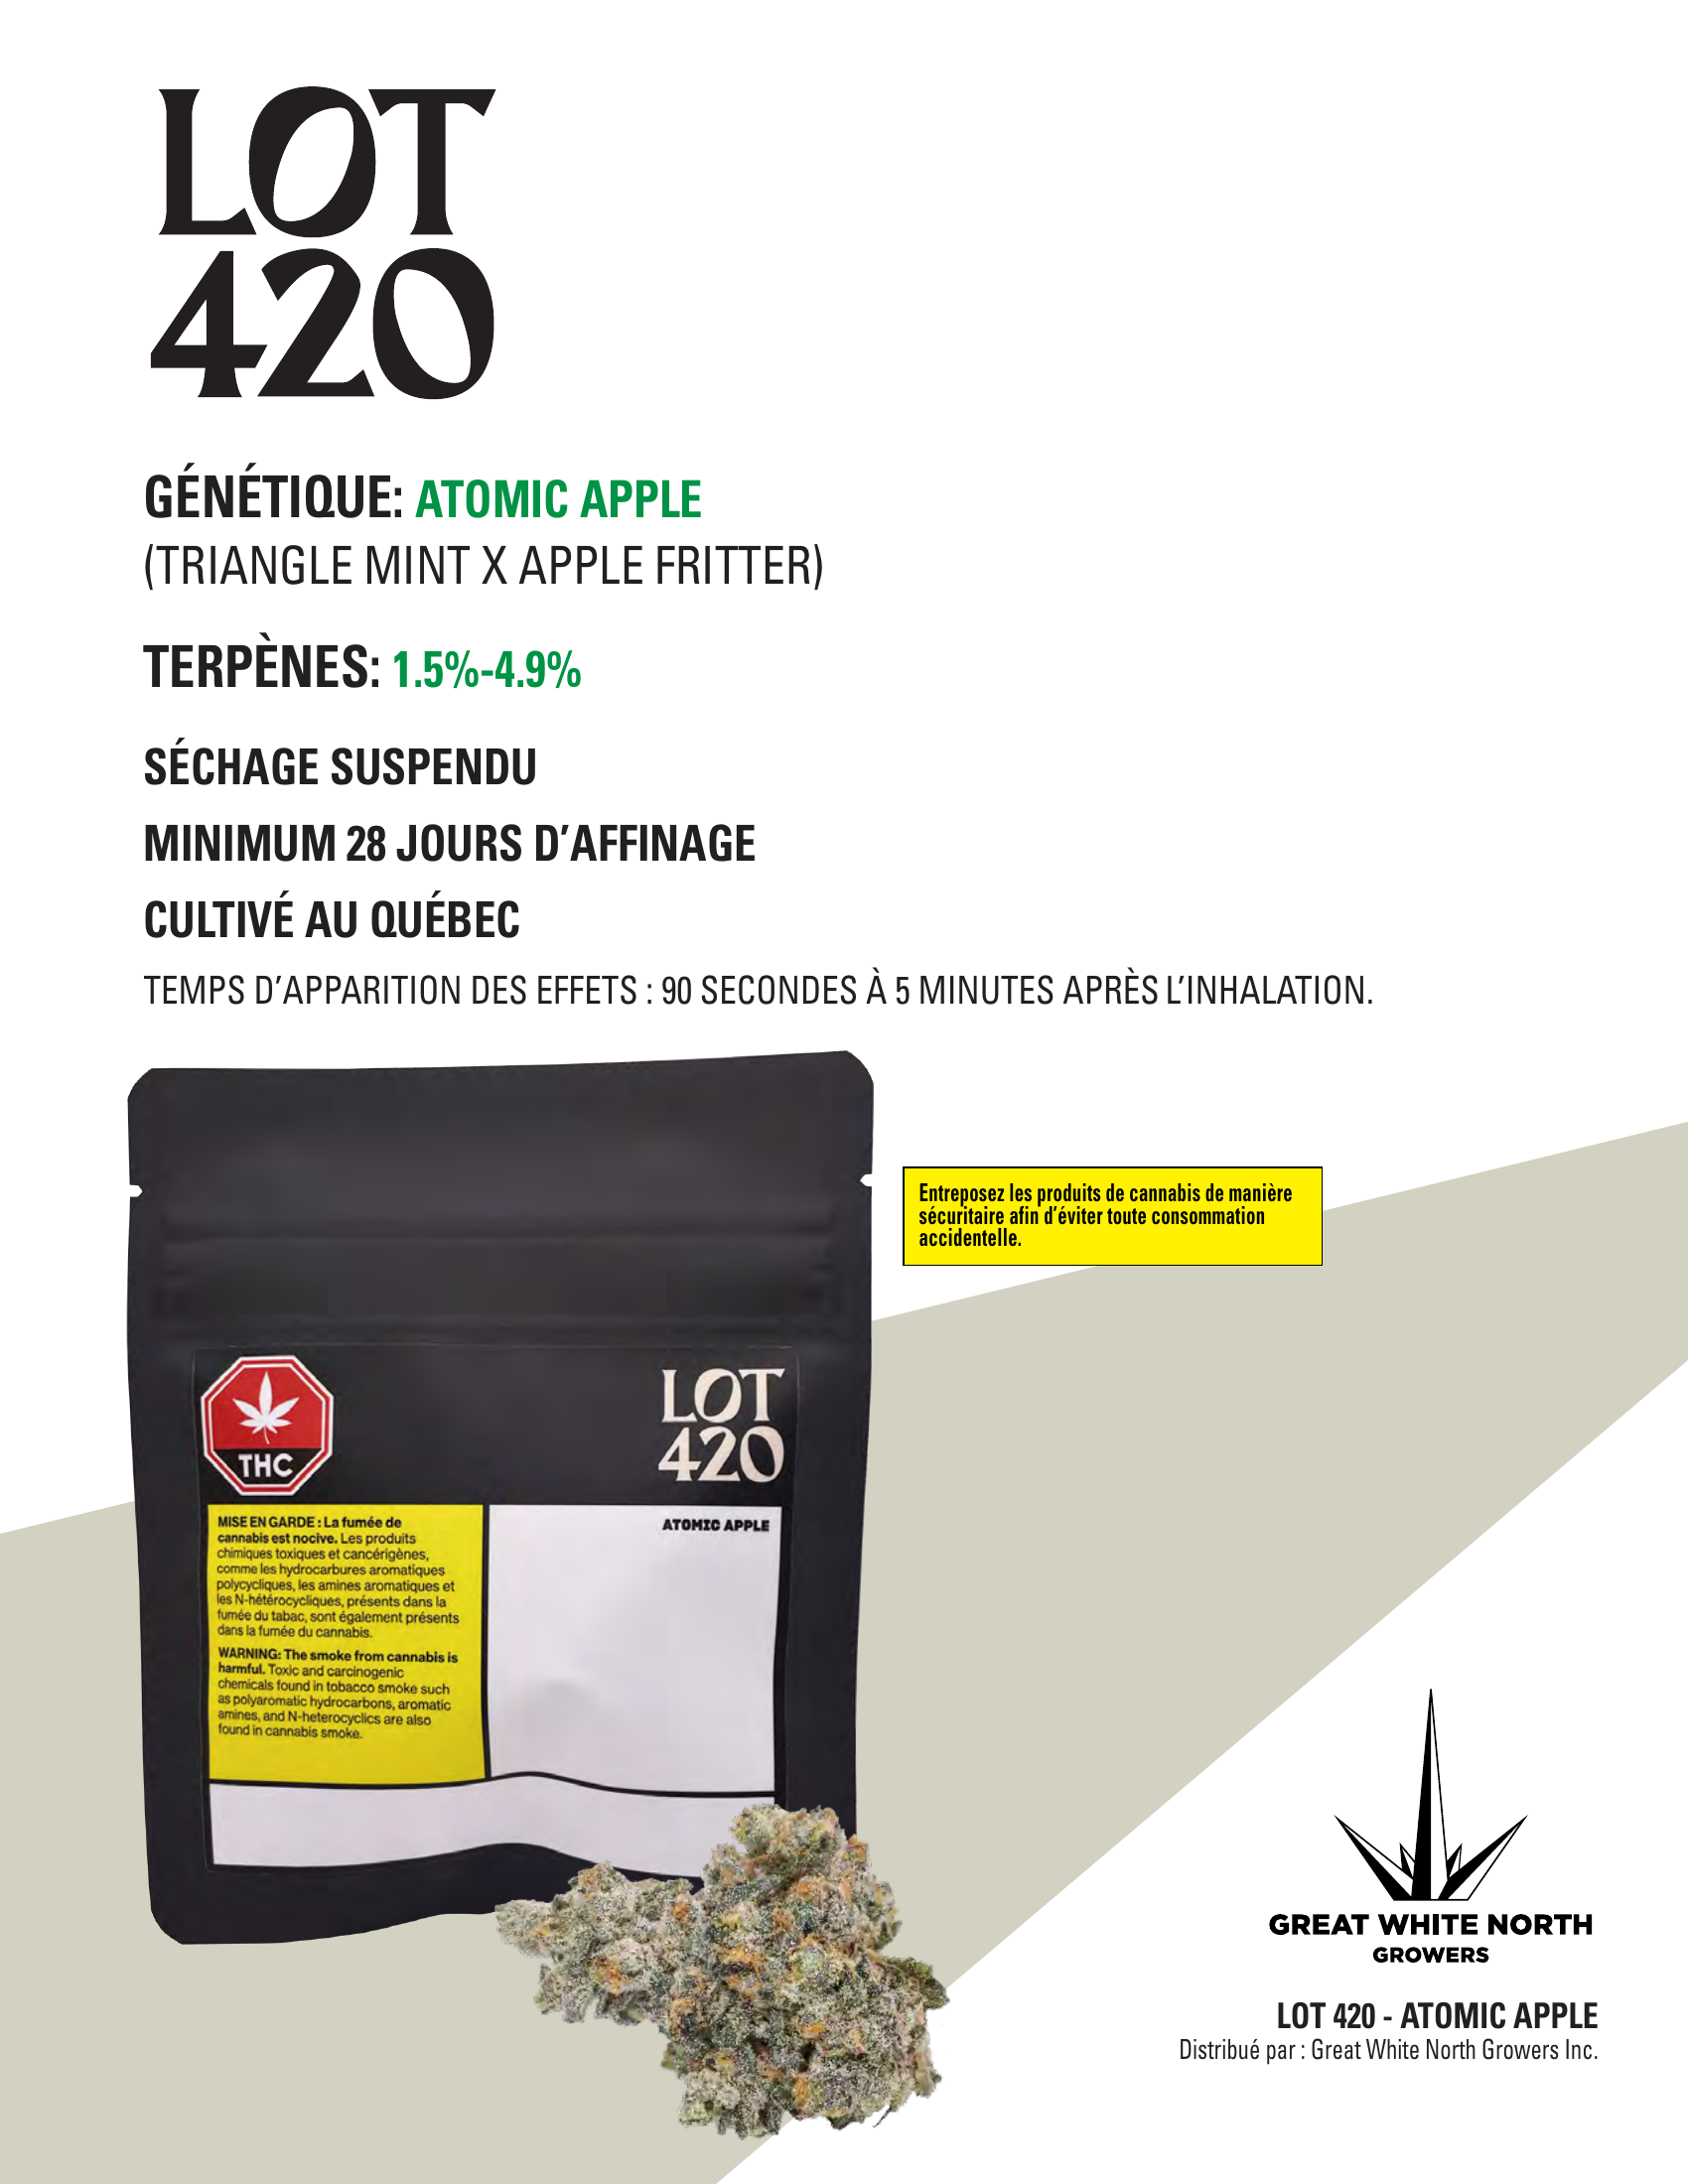 LOT
420
GÉNÉTIQUE: ATOMIC APPLE
(TRIANGLE MINT X APPLE FRITTER)
TERPÈNES: 1.5%-4.9%
SÉCHAGE SUSPENDU
MINIMUM 28 JOURS D'AFFINAGE
CULTIVÉ AU QUÉBEC
TEMPS D'APPARITION DES EFFETS : 90 SECONDES À 5 MINUTES APRÈS L'INHALATION.
Entreposez les produits de cannabis de manière
sécuritaire afin d'éviter toute consommation
accidentelle.
THC
LOT
420
MISE EN GARDE : La fumée de
cannabis est nocive. Les produits
chimiques toxiques et cancérigènes,
comme les hydrocarbures aromatiques
polycycliques, les amines aromatiques et
les N-hétérocycliques, présents dans la
fumée du tabac, sont également présents
dans la fumée du cannabis.
WARNING: The smoke from cannabis is
harmful. Toxic and carcinogenic
chemicals found in tobacco smoke such
as polyaromatic hydrocarbons, aromatic
amines, and N-heterocyclics are also
found in cannabis smoke.
ATOMIC APPLE
GREAT WHITE NORTH
GROWERS
LOT 420 - ATOMIC APPLE
Distribué par : Great White North Growers Inc.